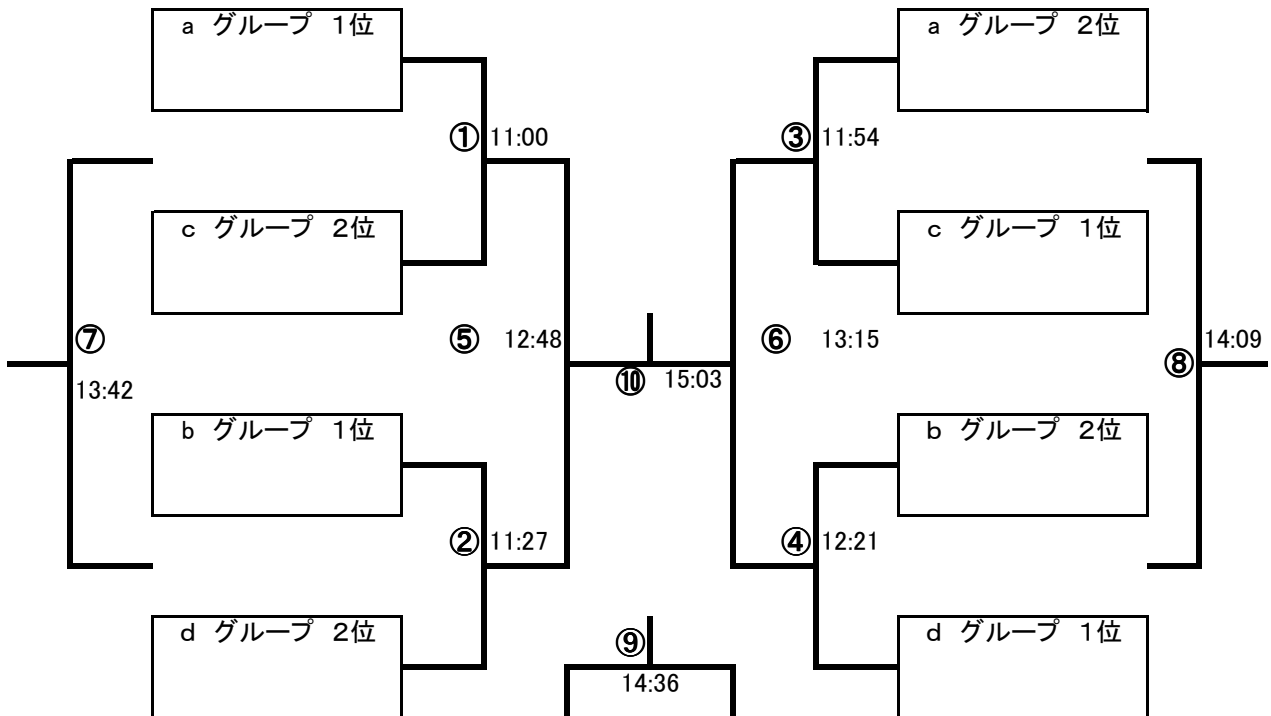 a グループ 1位
a グループ 2位
① 11:00
③ 11:54
c グループ 2位
c グループ 1位
⑦
⑤ 12:48
⑥ 13:15
14:09
⑧
⑩ 15:03
13:42
b グループ 1位
b グループ 2位
② 11:27
④ 12:21
d グループ 2位
d グループ 1位
⑨
14:36